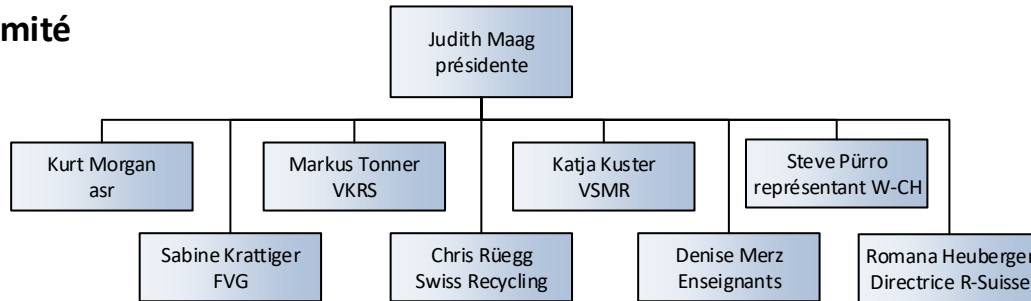 mité
Judith Maag
présidente
Kurt Morgan
asr
Markus Tonner
VKRS
Katja Kuster
VSMR
Steve Pürro
représentant W-CH
Sabine Krattiger
FVG
Chris Rüegg
Swiss Recycling
Denise Merz
Enseignants
Romana Heuberger
Directrice R-Suisse